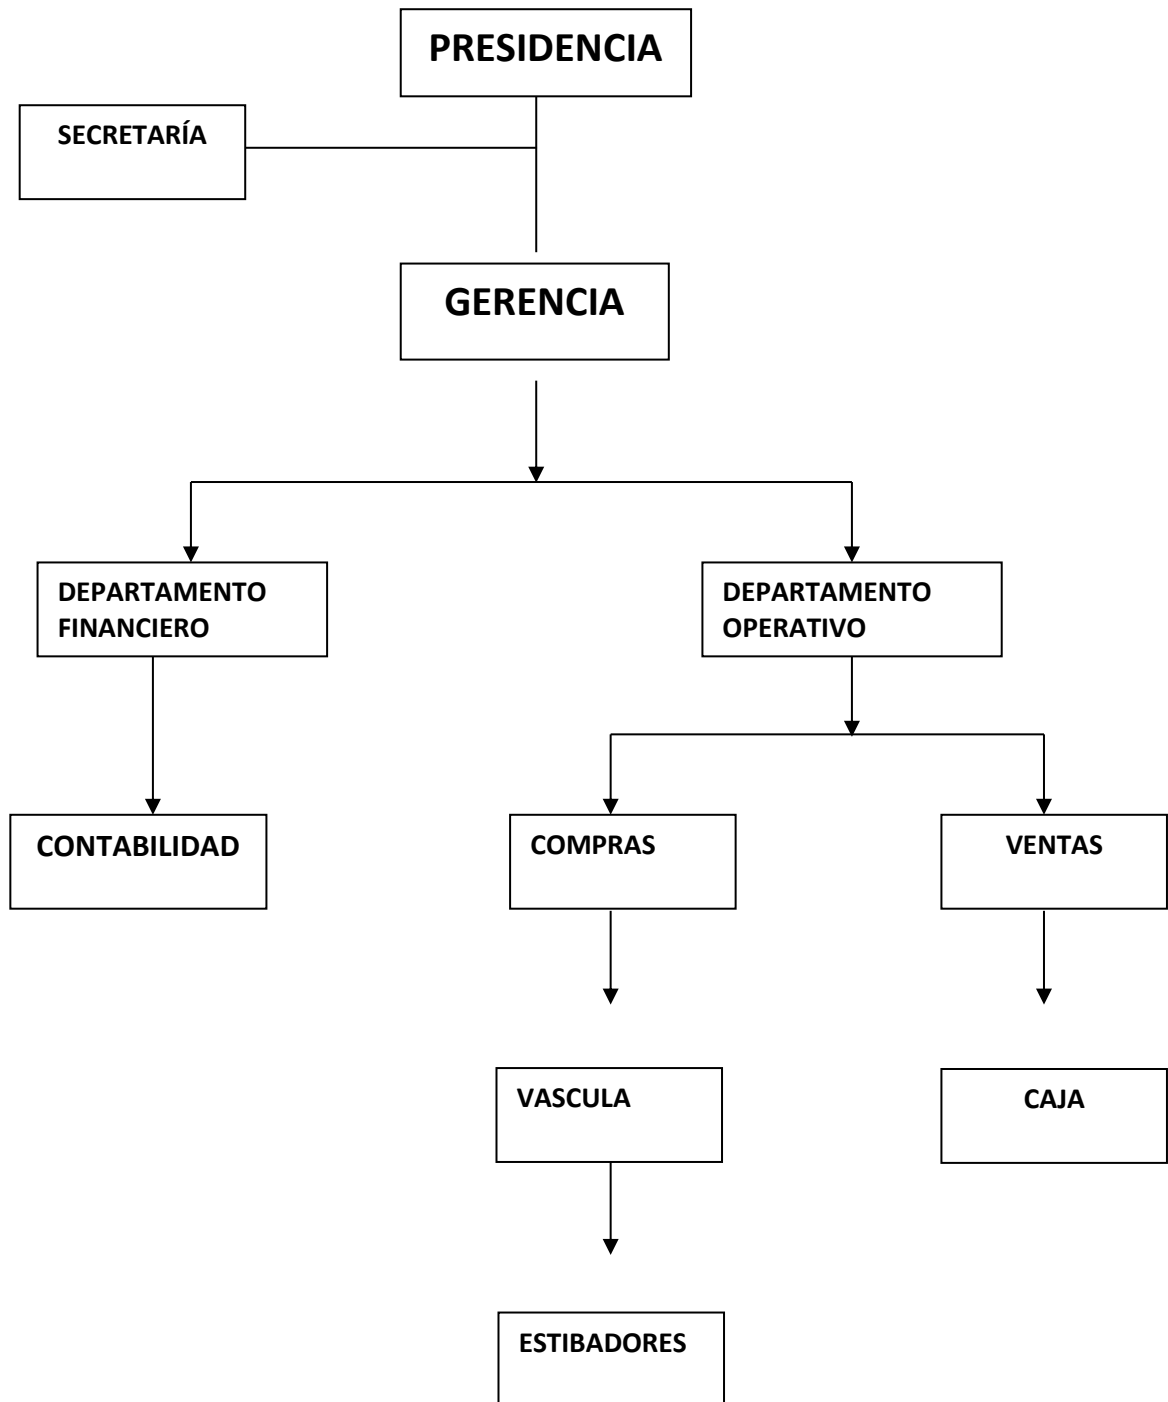 PRESIDENCIA
SECRETARÍA
GERENCIA
DEPARTAMENTO
FINANCIERO
DEPARTAMENTO
OPERATIVO
CONTABILIDAD
COMPRAS
VENTAS
VASCULA
CAJA
ESTIBADORES